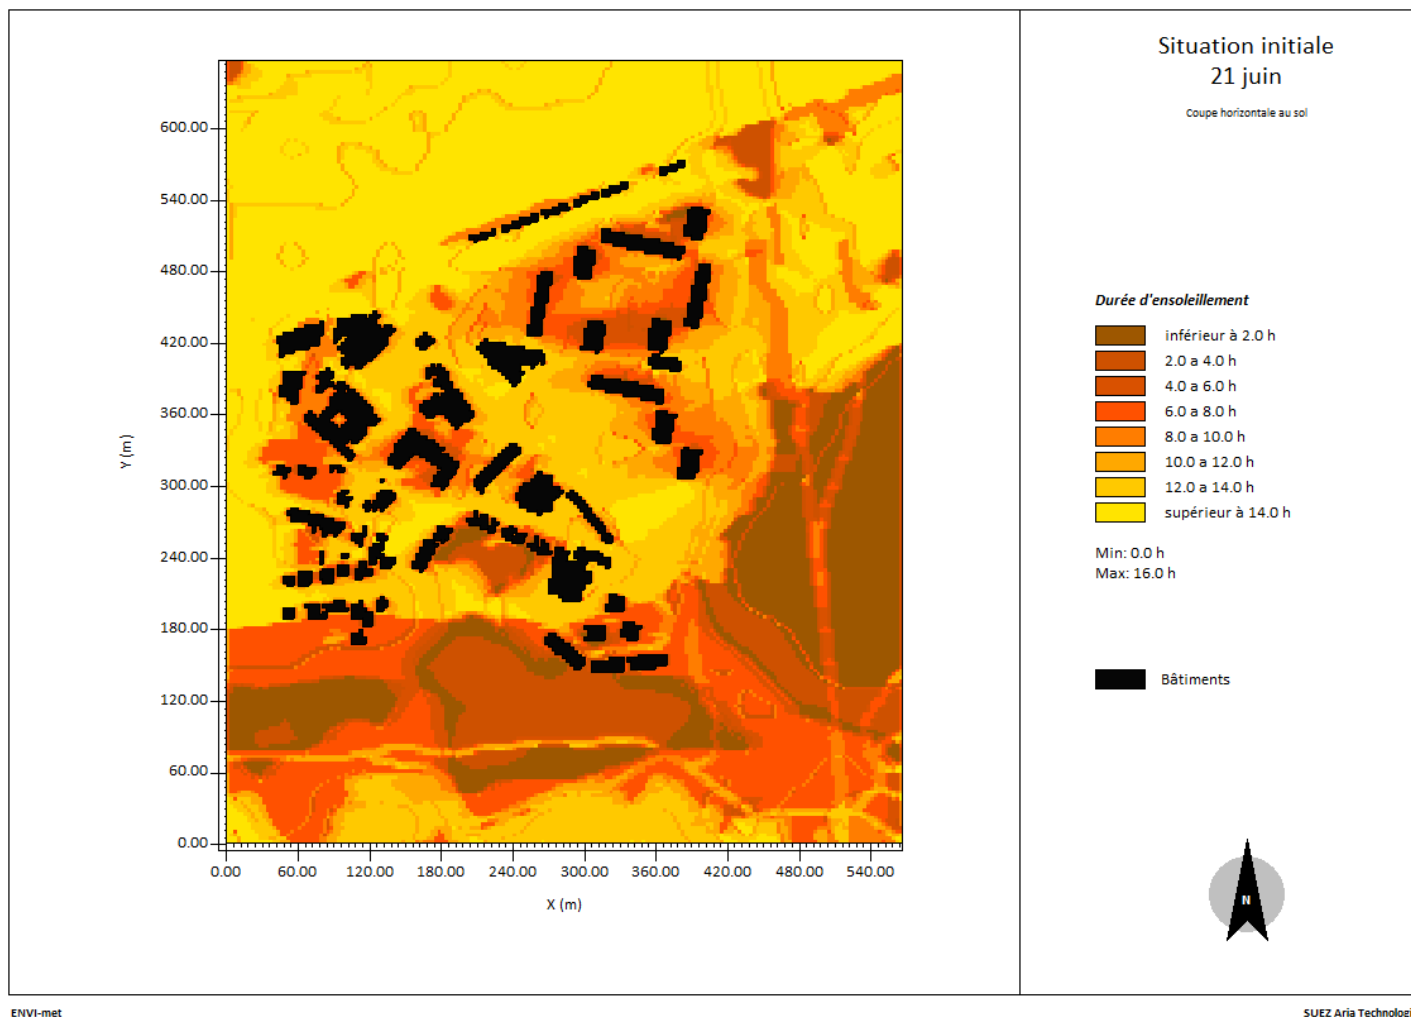 Situation initiale
21 juin
Coupe horizontale au sol
600.00
540.00
480.00
420.00
360.00
300.00
240.00
180.00
120.00
60.00
0.00
Y (m)
0.00 60.00 120.00 180.00 240.00 300.00 360.00 420.00 480.00 540.00
X (m)
Durée d'ensoleillement
inférieur à 2.0 h
2.0 a 4.0 h
4.0 a 6.0 h
6.0 a 8.0 h
8.0 a 10.0 h
10.0 a 12.0 h
12.0 a 14.0 h
supérieur à 14.0 h
Min: 0.0 h
Max: 16.0 h
Bâtiments
N
ENVI-met
SUEZ Aria Technologi